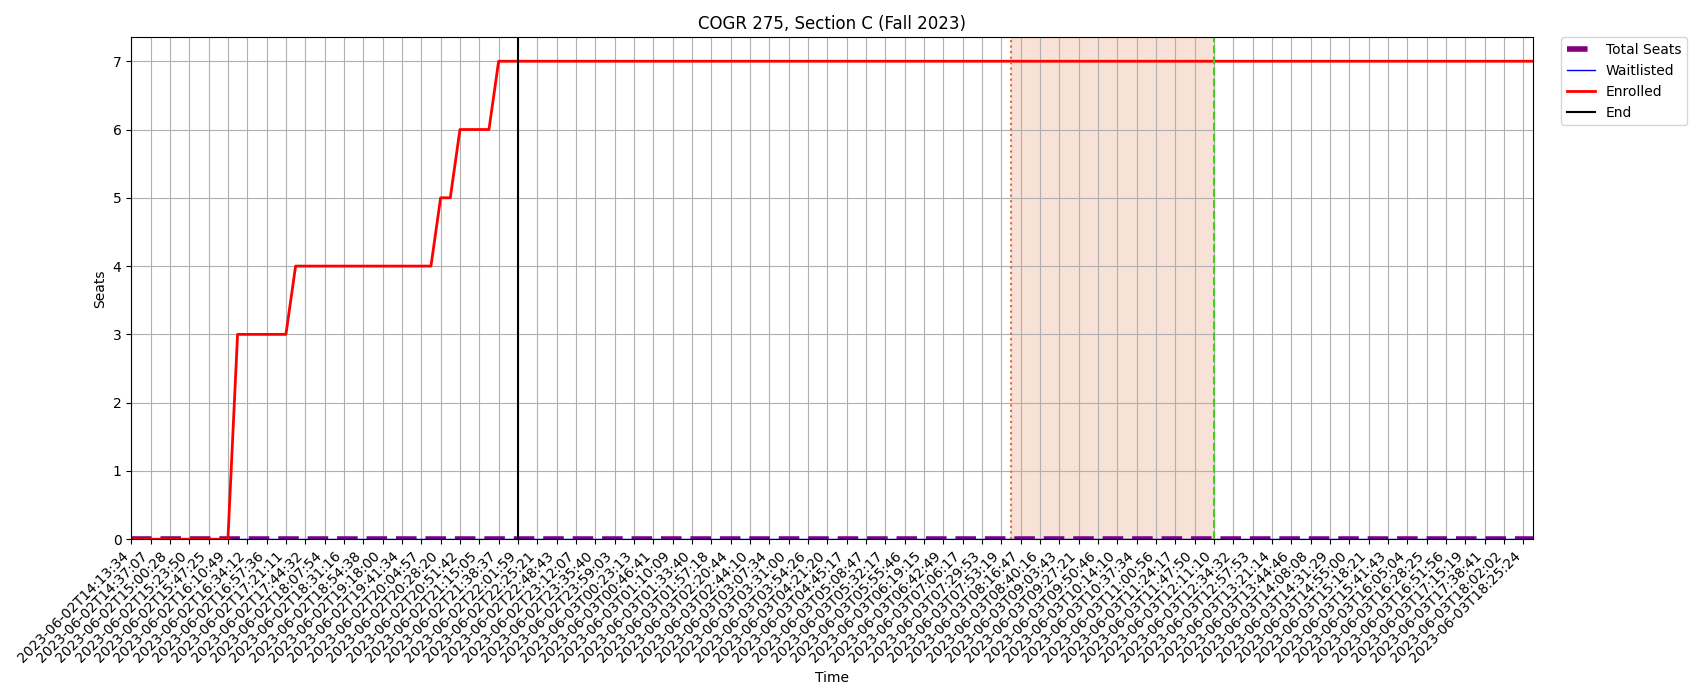 COGR 275, Section C (Fall 2023)
Total Seats
Waitlisted
Enrolled
End
7
6
5
4
3
2
1
0
Seats
2023-06-02T14:13:34
2023-06-02T14:37:07
2023-06-02T15:00:28
2023-06-02T15:23:50
2023-06-02T15:47:25
2023-06-02T16:10:49
2023-06-02T16:34:12
2023-06-02T16:57:36
2023-06-02T17:21:11
2023-06-02T17:44:32
2023-06-02T18:07:54
2023-06-02T18:31:16
2023-06-02T18:54:38
2023-06-02T19:18:00
2023-06-02T19:41:34
2023-06-02T20:04:57
2023-06-02T20:28:20
2023-06-02T20:51:42
2023-06-02T21:15:05
2023-06-02T21:38:37
2023-06-02T22:01:59
2023-06-02T22:25:21
2023-06-02T22:48:43
2023-06-02T23:12:07
2023-06-02T23:35:40
2023-06-02T23:59:03
2023-06-03T00:23:13
2023-06-03T00:46:41
2023-06-03T01:10:09
2023-06-03T01:33:40
2023-06-03T01:57:18
2023-06-03T02:20:44
2023-06-03T02:44:10
2023-06-03T03:07:34
2023-06-03T03:31:00
2023-06-03T03:54:26
2023-06-03T04:21:20
2023-06-03T04:45:17
2023-06-03T05:08:47
2023-06-03T05:32:17
2023-06-03T05:55:46
2023-06-03T06:19:15
2023-06-03T06:42:49
2023-06-03T07:06:17
2023-06-03T07:29:53
2023-06-03T07:53:19
2023-06-03T08:16:47
2023-06-03T08:40:16
2023-06-03T09:03:43
2023-06-03T09:27:21
2023-06-03T09:50:46
2023-06-03T10:14:10
2023-06-03T10:37:34
2023-06-03T11:00:56
2023-06-03T11:24:17
2023-06-03T11:47:50
2023-06-03T12:11:10
2023-06-03T12:34:32
2023-06-03T12:57:53
2023-06-03T13:21:14
2023-06-03T13:44:46
2023-06-03T14:08:08
2023-06-03T14:31:29
2023-06-03T14:55:00
2023-06-03T15:18:21
2023-06-03T15:41:43
2023-06-03T16:05:04
2023-06-03T16:28:25
2023-06-03T16:51:56
2023-06-03T17:15:19
2023-06-03T17:38:41
2023-06-03T18:02:02
2023-06-03T18:25:24
Time